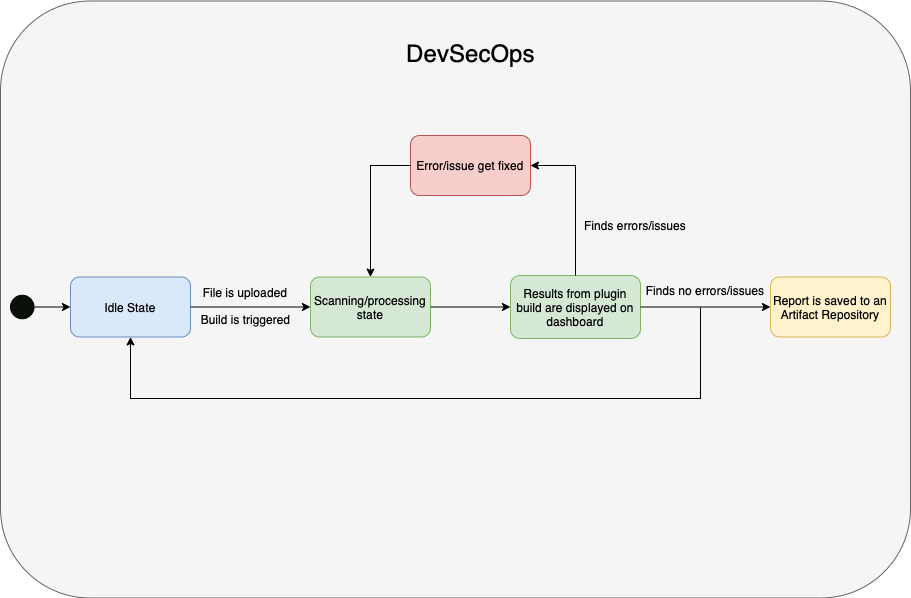 DevSecOps
Error/issue get fixed
Finds errors/issues
File is uploaded
Build is triggered
Idle State
Scanning/processing
state
Results from plugin
build are displayed on
dashboard
Finds no errors/issues
Report is saved to an
Artifact Repository